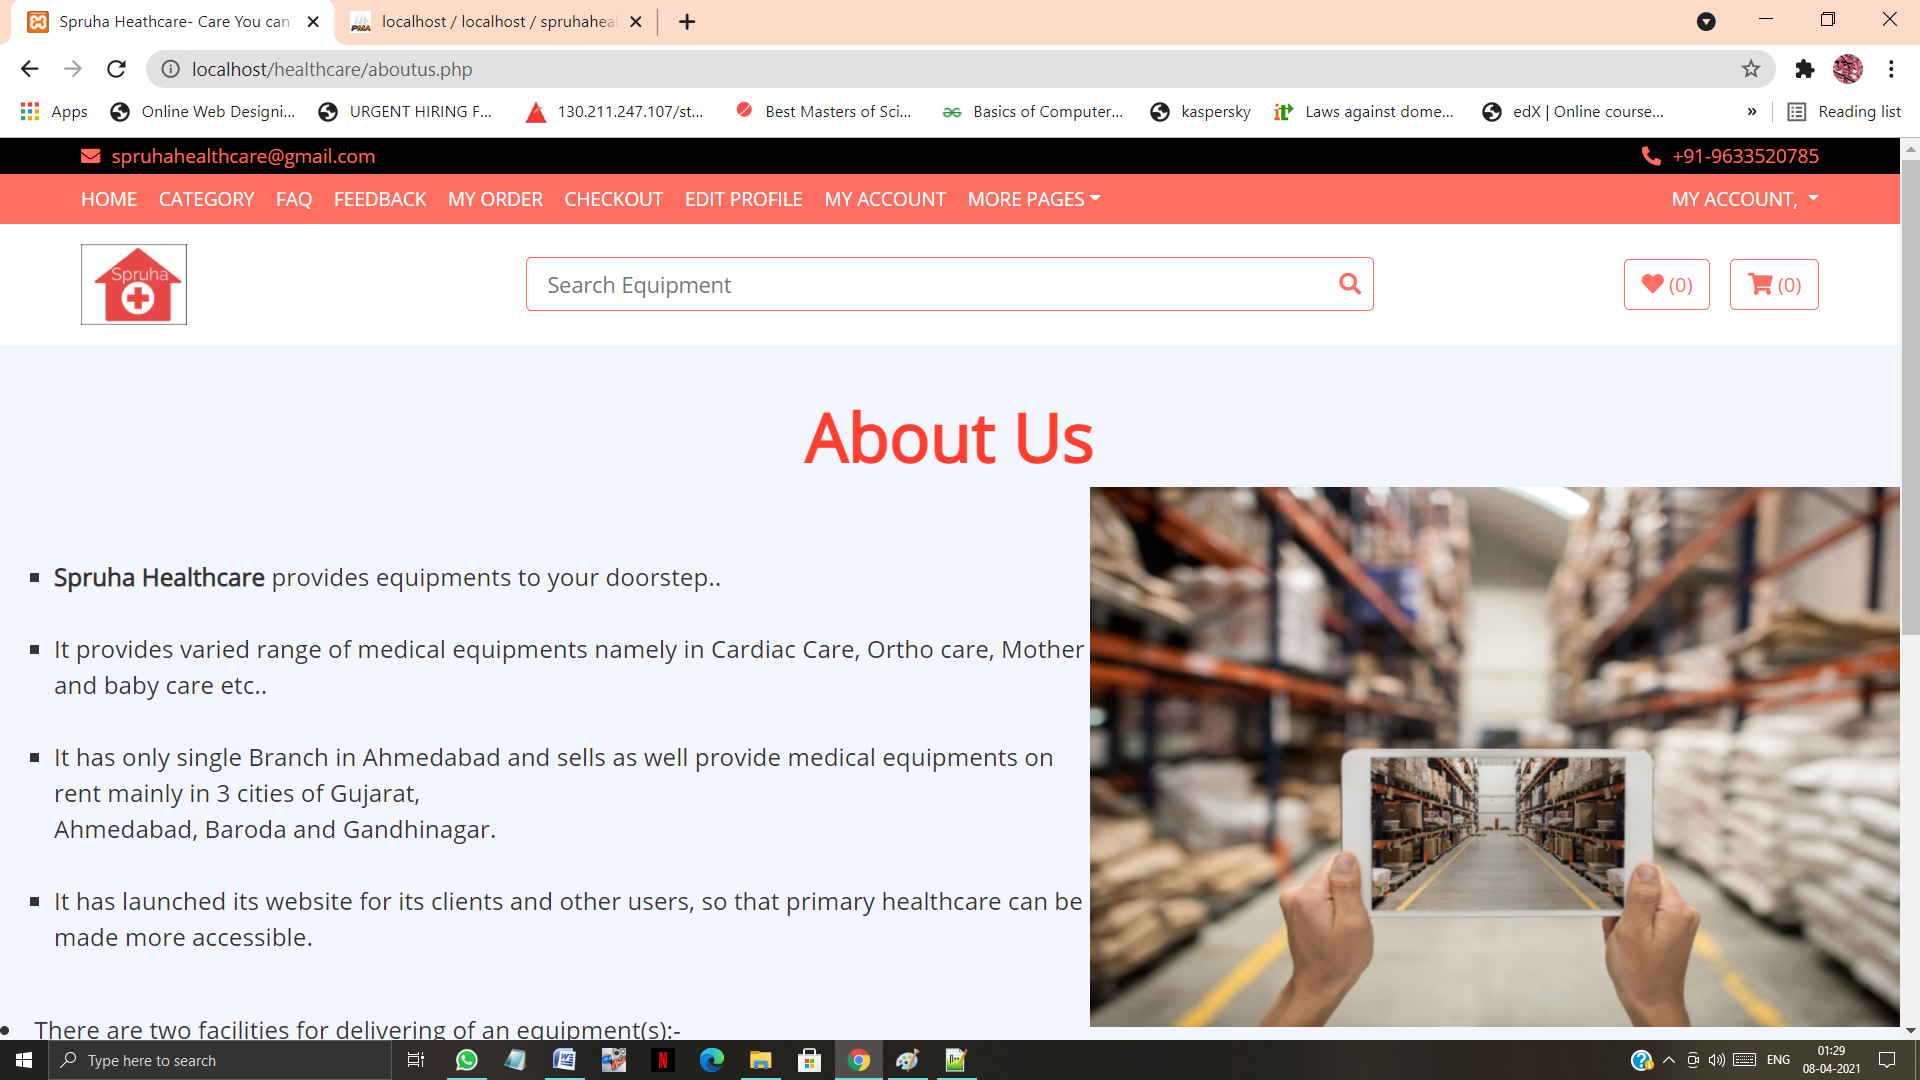 Spruha Heathcare- Care You can
localhost / localhost / spruhaheal
localhost/healthcare/aboutus.php
Apps
Online Web Designi...
URGENT HIRING F...
130.211.247.107/st...
Best Masters of Sci...
Basics of Computer...
kaspersky
Laws against dome...
edX | Online course...
»
Reading list
spruhahealthcare@gmail.com
+91-9633520785
HOME CATEGORY FAQ FEEDBACK MY ORDER CHECKOUT EDIT PROFILE MY ACCOUNT MORE PAGES
MY ACCOUNT,
Spruha
Search Equipment
(0)
(0)
About Us
Spruha Healthcare provides equipments to your doorstep..
It provides varied range of medical equipments namely in Cardiac Care, Ortho care, Mother
and baby care etc..
It has only single Branch in Ahmedabad and sells as well provide medical equipments on
rent mainly in 3 cities of Gujarat,
Ahmedabad, Baroda and Gandhinagar.
It has launched its website for its clients and other users, so that primary healthcare can be
made more accessible.
There are two facilities for delivering of an equipment(s):-
Type here to search
ENG
01:29
08-04-2021